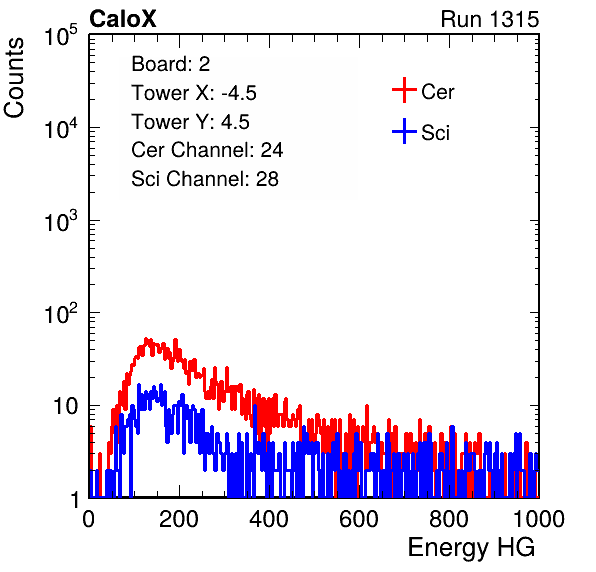 CaloX Run 1315
Counts
10^5
10^4
10^3
10^2
10
1
Board: 2
Tower X: -4.5
Tower Y: 4.5
Cer Channel: 24
Sci Channel: 28
Cer
Sci
0 200 400 600 800 1000
Energy HG